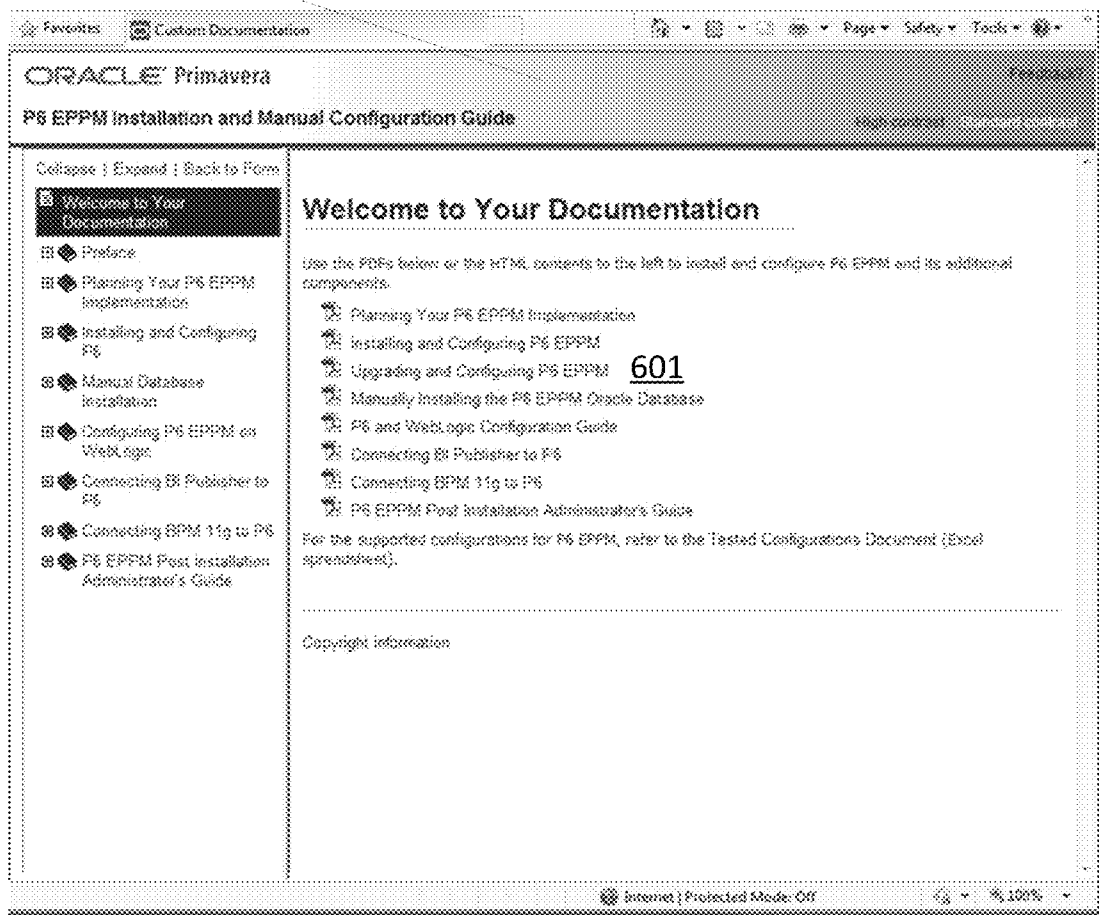 Favorites Custom Documentation Page Safety Tools
ORACLE Primavera
Feedback
P6 EPPM Installation and Manual Configuration Guide
High contrast
Collapse | Expand | Back to Form
Welcome to Your
Documentation
Preface
Planning Your P6 EPPM
Implementation
Installing and Configuring
P6
Manual Database
Installation
Configuring P6 EPPM on
WebLogic
Connecting BI Publisher to
P6
Connecting BPM 11g to P6
P6 EPPM Post Installation
Administrator's Guide
Welcome to Your Documentation
Use the PDFs below or the HTML contents to the left to install and configure P6 EPPM and its additional
components.
Planning Your P6 EPPM Implementation
Installing and Configuring P6 EPPM
Upgrading and Configuring P6 EPPM 601
Manually Installing the P6 EPPM Oracle Database
P6 and WebLogic Configuration Guide
Connecting BI Publisher to P6
Connecting BPM 11g to P6
P6 EPPM Post Installation Administrator's Guide
For the supported configurations for P6 EPPM, refer to the Tested Configurations Document (Excel
spreadsheet).
Copyright information
Internet | Protected Mode: Off 100%